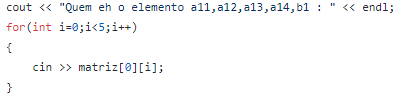 cout << "Quem eh o elemento a11,a12,a13,a14,b1 : " << endl;
for(int i=0;i<5;i++)
{
    cin >> matriz[0][i];
}